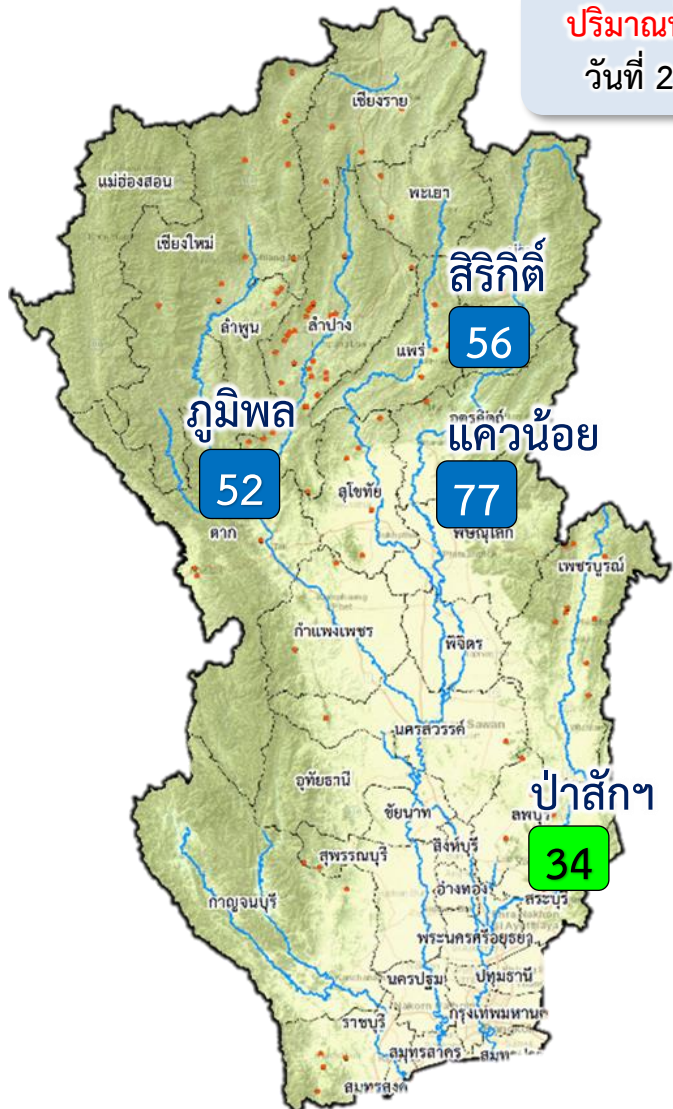 วันที่ 2
เชียงราย
แม่ฮ่องสอน
พะเยา
เชียงใหม่
สิริกิติ์
56
ลำพูน
ลำปาง
แพร่
ภูมิพล
52
แควน้อย
77
สุโขทัย
ตาก
พิษณุโลก
เพชรบูรณ์
กำแพงเพชร
พิจิตร
นครสวรรค์
Sawan
อุทัยธานี
ป่าสักฯ
34
ชัยนาท
ลพบุรี
สิงห์บุรี
สุพรรณบุรี
อ่างทอง
กาญจนบุรี
สระบุรี
พระนครศรีอยุธยา
นครปฐม
ปทุมธานี
ราชบุรี
กรุงเทพมหานค
สมุทรสาคร
สมุทรสงค